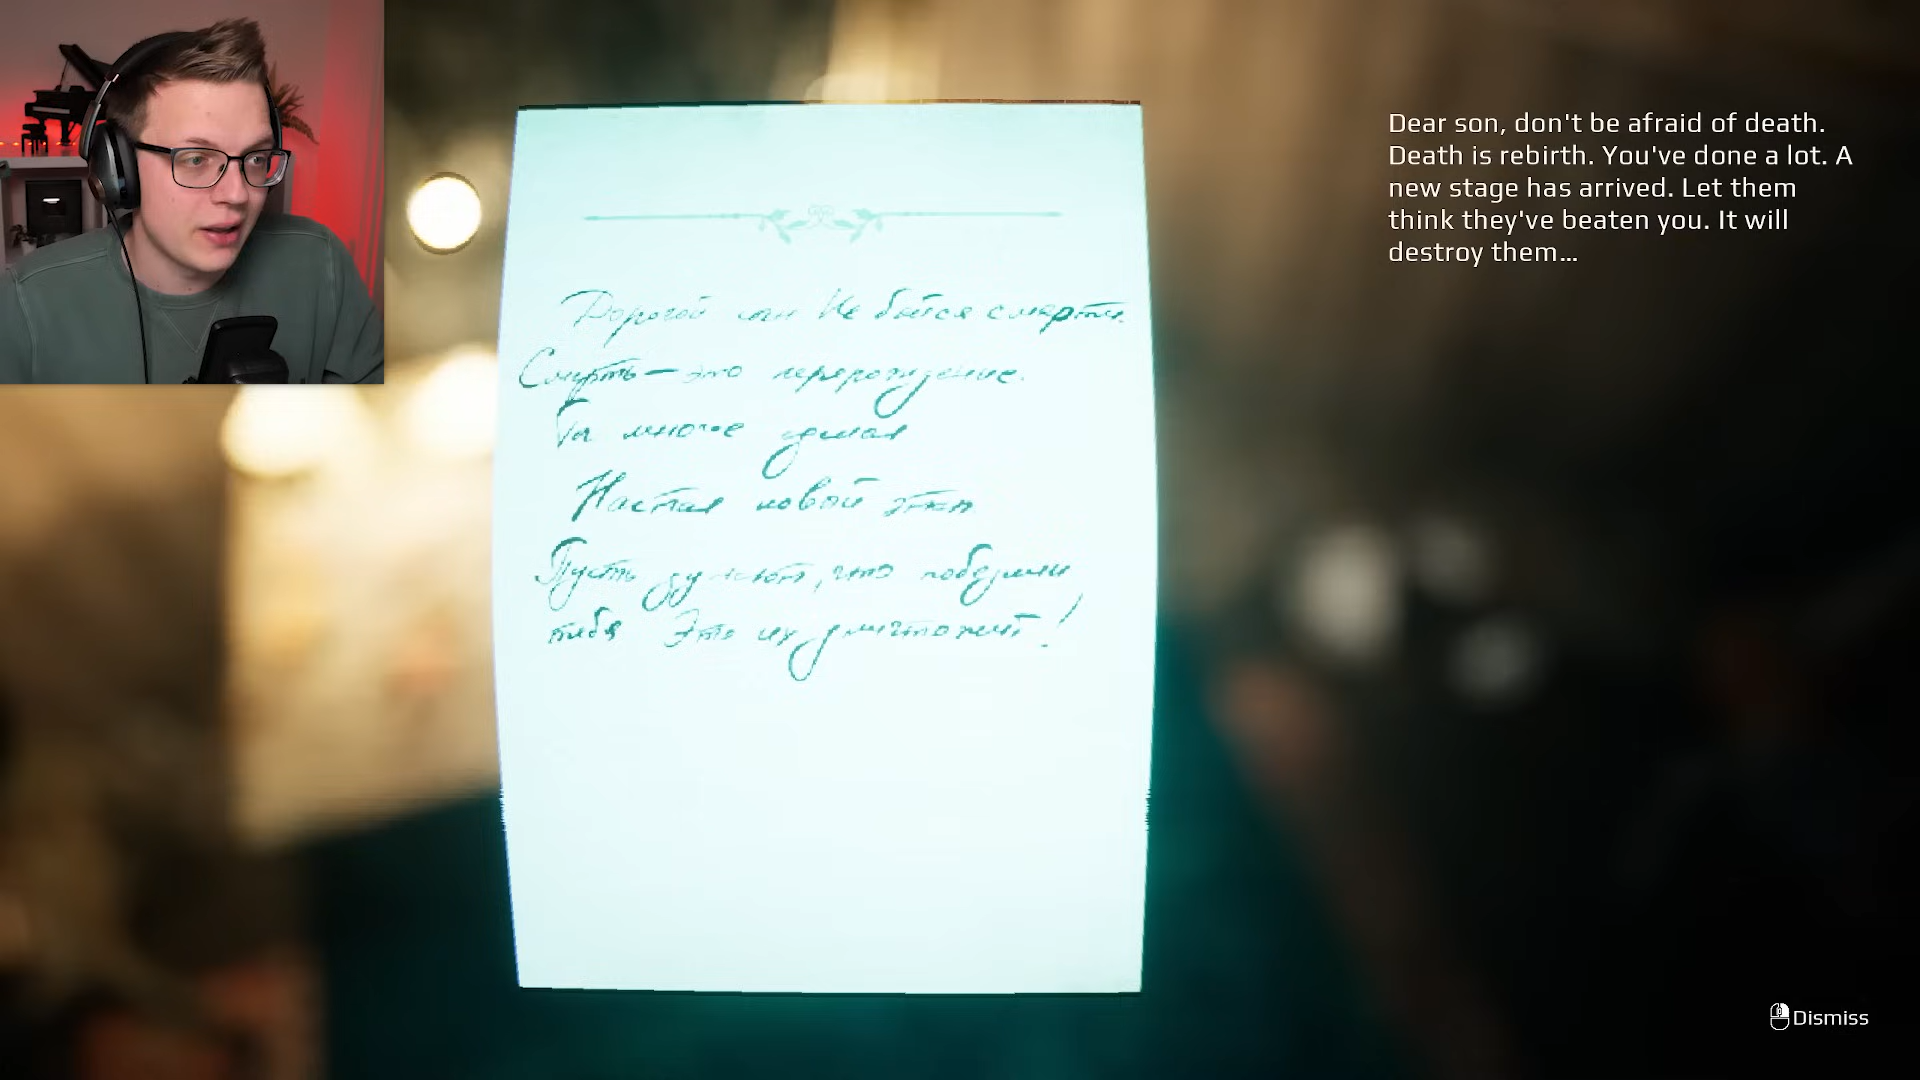 Дорогой сын Не бойся смерти.
Смерть — это перерождение.
Ты многое сделал
Настал новый этап
Пусть думают, что победили
тебя Это их уничтожит!
Dear son, don't be afraid of death.
Death is rebirth. You've done a lot. A
new stage has arrived. Let them
think they've beaten you. It will
destroy them...
Dismiss